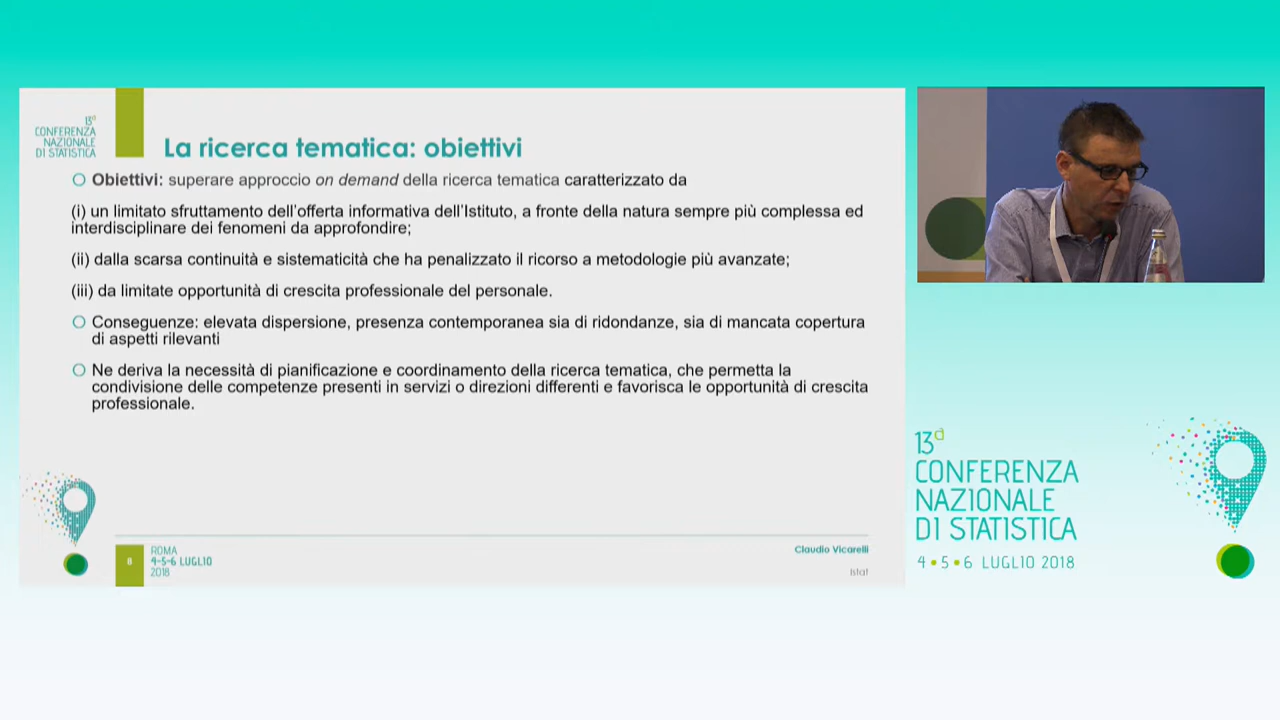 13a
CONFERENZA
NAZIONALE
DI STATISTICA
La ricerca tematica: obiettivi
Obiettivi: superare approccio on demand della ricerca tematica caratterizzato da
(i) un limitato sfruttamento dell'offerta informativa dell'Istituto, a fronte della natura sempre più complessa ed
interdisciplinare dei fenomeni da approfondire;
(ii) dalla scarsa continuità e sistematicità che ha penalizzato il ricorso a metodologie più avanzate;
(iii) da limitate opportunità di crescita professionale del personale.
Conseguenze: elevata dispersione, presenza contemporanea sia di ridondanze, sia di mancata copertura
di aspetti rilevanti
Ne deriva la necessità di pianificazione e coordinamento della ricerca tematica, che permetta la
condivisione delle competenze presenti in servizi o direzioni differenti e favorisca le opportunità di crescita
professionale.
8
ROMA
4-5-6 LUGLIO
2018
Claudio Vicarelli
Istat
13a
CONFERENZA
NAZIONALE
DI STATISTICA
4 • 5 • 6 LUGLIO 2018